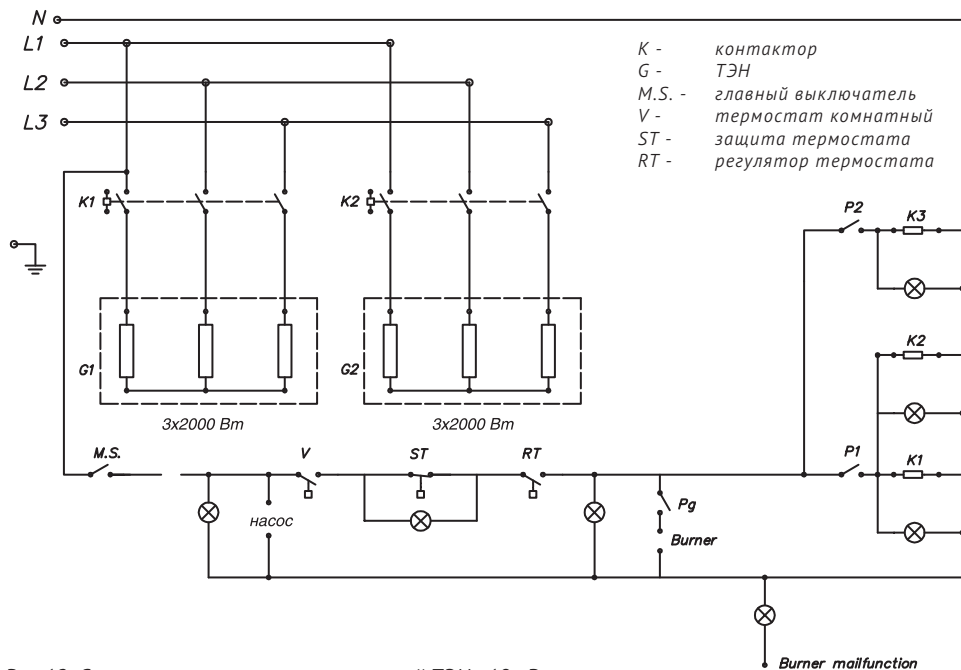 N
L1
L2
L3
K - контактор
G - ТЭН
M.S. - главный выключатель
V - термостат комнатный
ST - защита термостата
RT - регулятор термостата
K1
K2
P2
K3
K2
G1
G2
3x2000 Вт
3x2000 Вт
M.S.
V
ST
RT
P1
K1
насос
Pg
Burner
Burner mailfunction